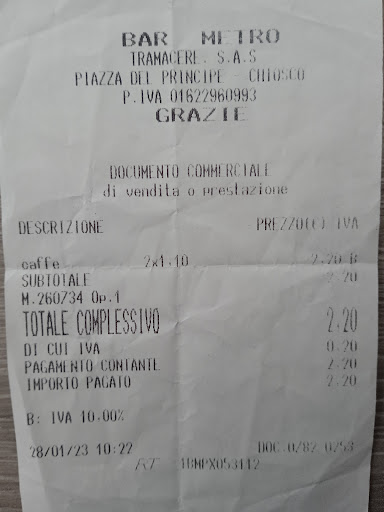 BAR METRO
TRAMACERE. S.A.S
PIAZZA DEL PRINCIPE - CHIOSCO
P.IVA 01622960993
GRAZIE
DOCUMENTO COMMERCIALE
di vendita o prestazione
DESCRIZIONE PREZZO(€) IVA
caffe 2x1.10 2.20 B
SUBTOTALE 2.20
M.260734 Op.1
TOTALE COMPLESSIVO 2.20
DI CUI IVA 0.20
PAGAMENTO CONTANTE 2.20
IMPORTO PAGATO 2.20
B: IVA 10.00%
28/01/23 10:22 DOC.0782 0253
RT 1BMPX053112